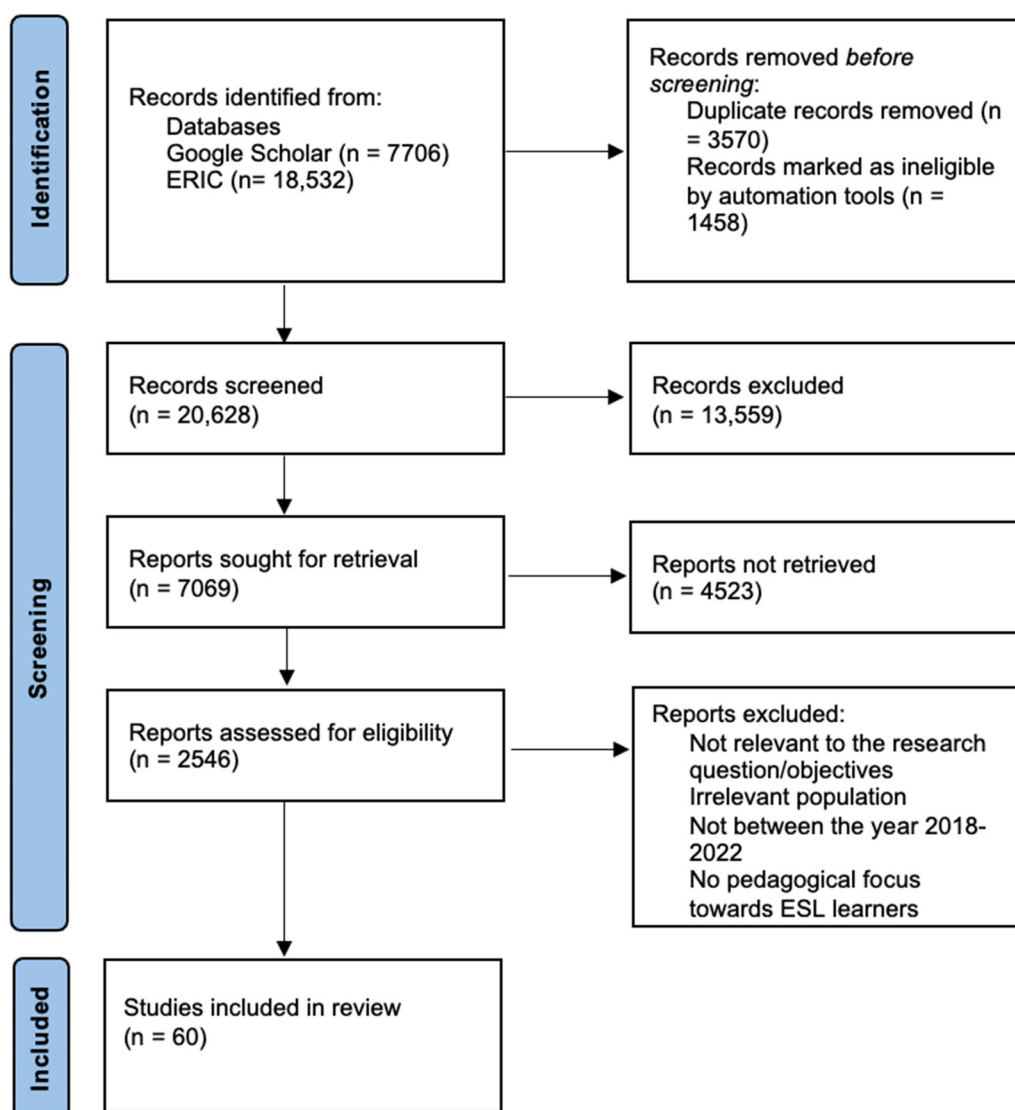 Identification
Records identified from:
Databases
Google Scholar (n = 7706)
ERIC (n= 18,532)
Records removed before
screening:
Duplicate records removed (n
= 3570)
Records marked as ineligible
by automation tools (n =
1458)
Screening
Records screened
(n = 20,628)
Records excluded
(n = 13,559)
Reports sought for retrieval
(n = 7069)
Reports not retrieved
(n = 4523)
Reports assessed for eligibility
(n = 2546)
Reports excluded:
Not relevant to the research
question/objectives
Irrelevant population
Not between the year 2018-
2022
No pedagogical focus
towards ESL learners
Included
Studies included in review
(n = 60)